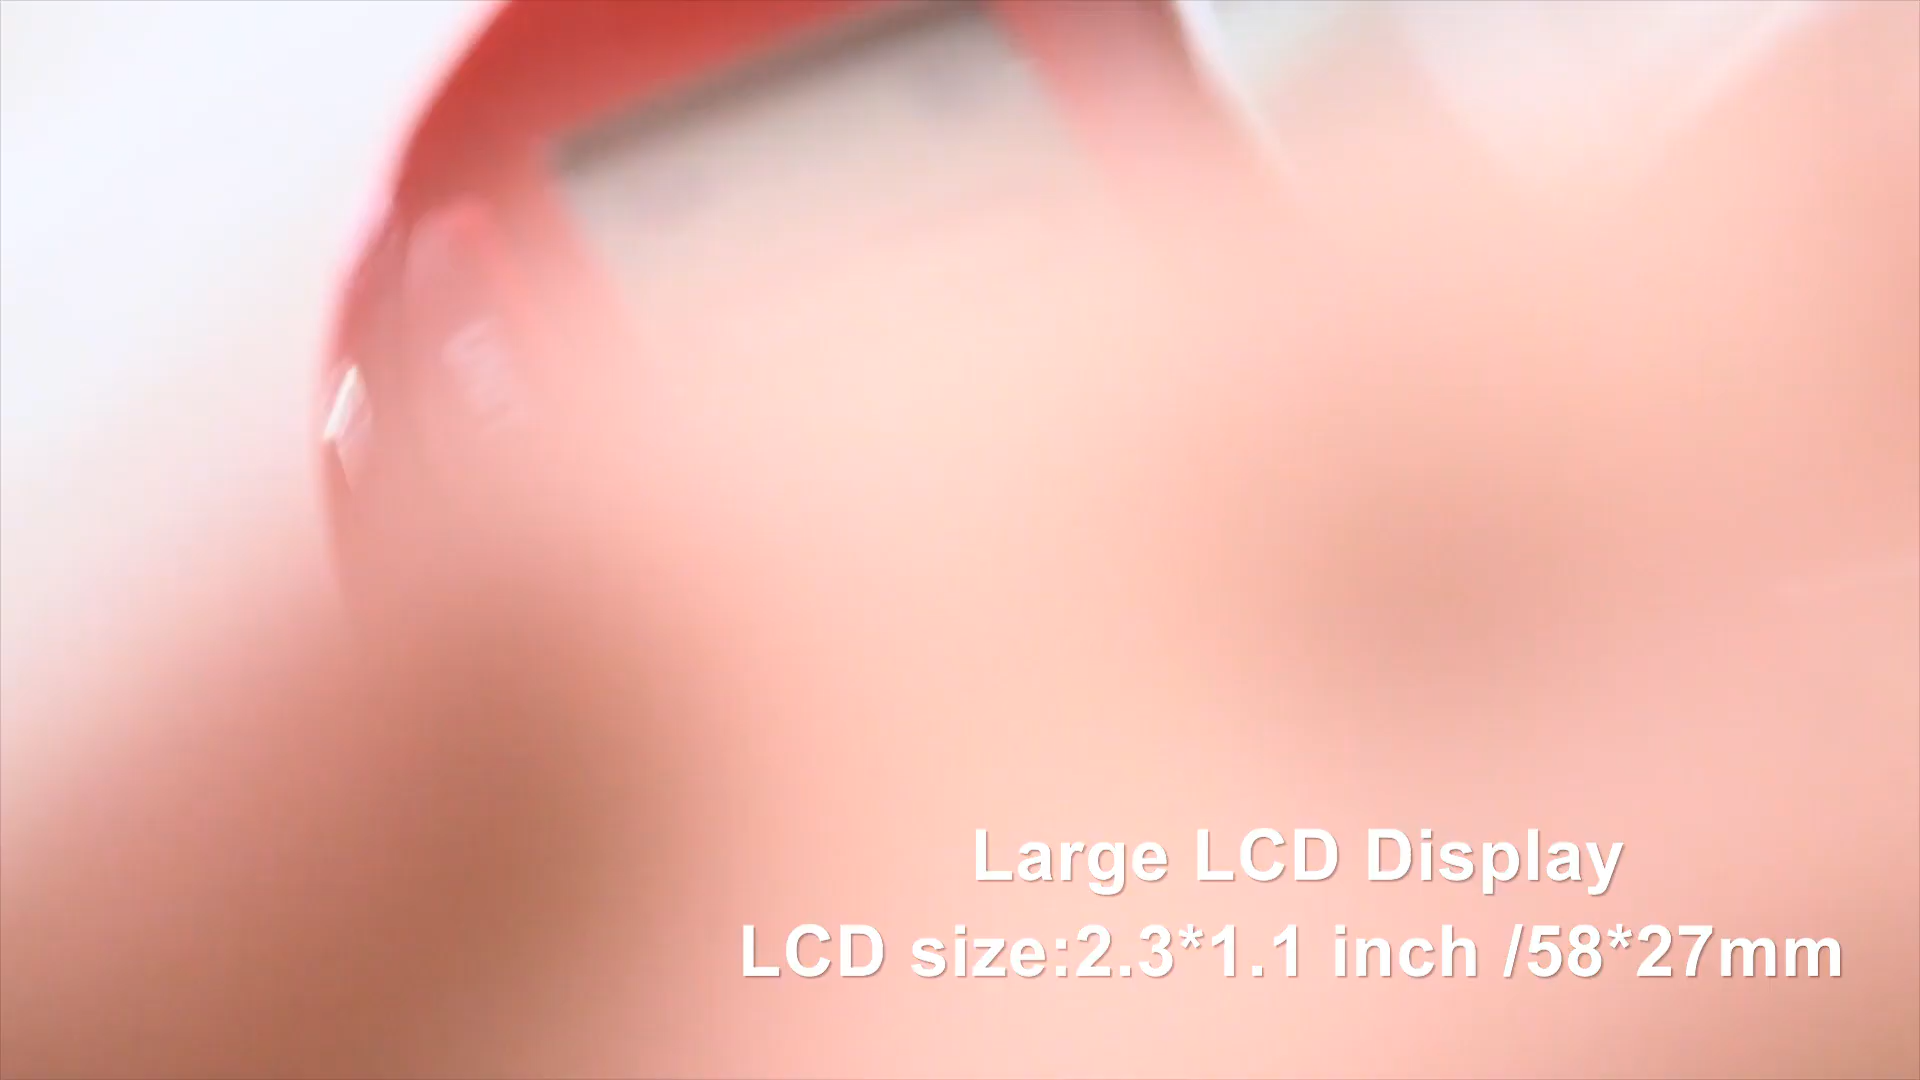 Large LCD Display
LCD size:2.3*1.1 inch /58*27mm